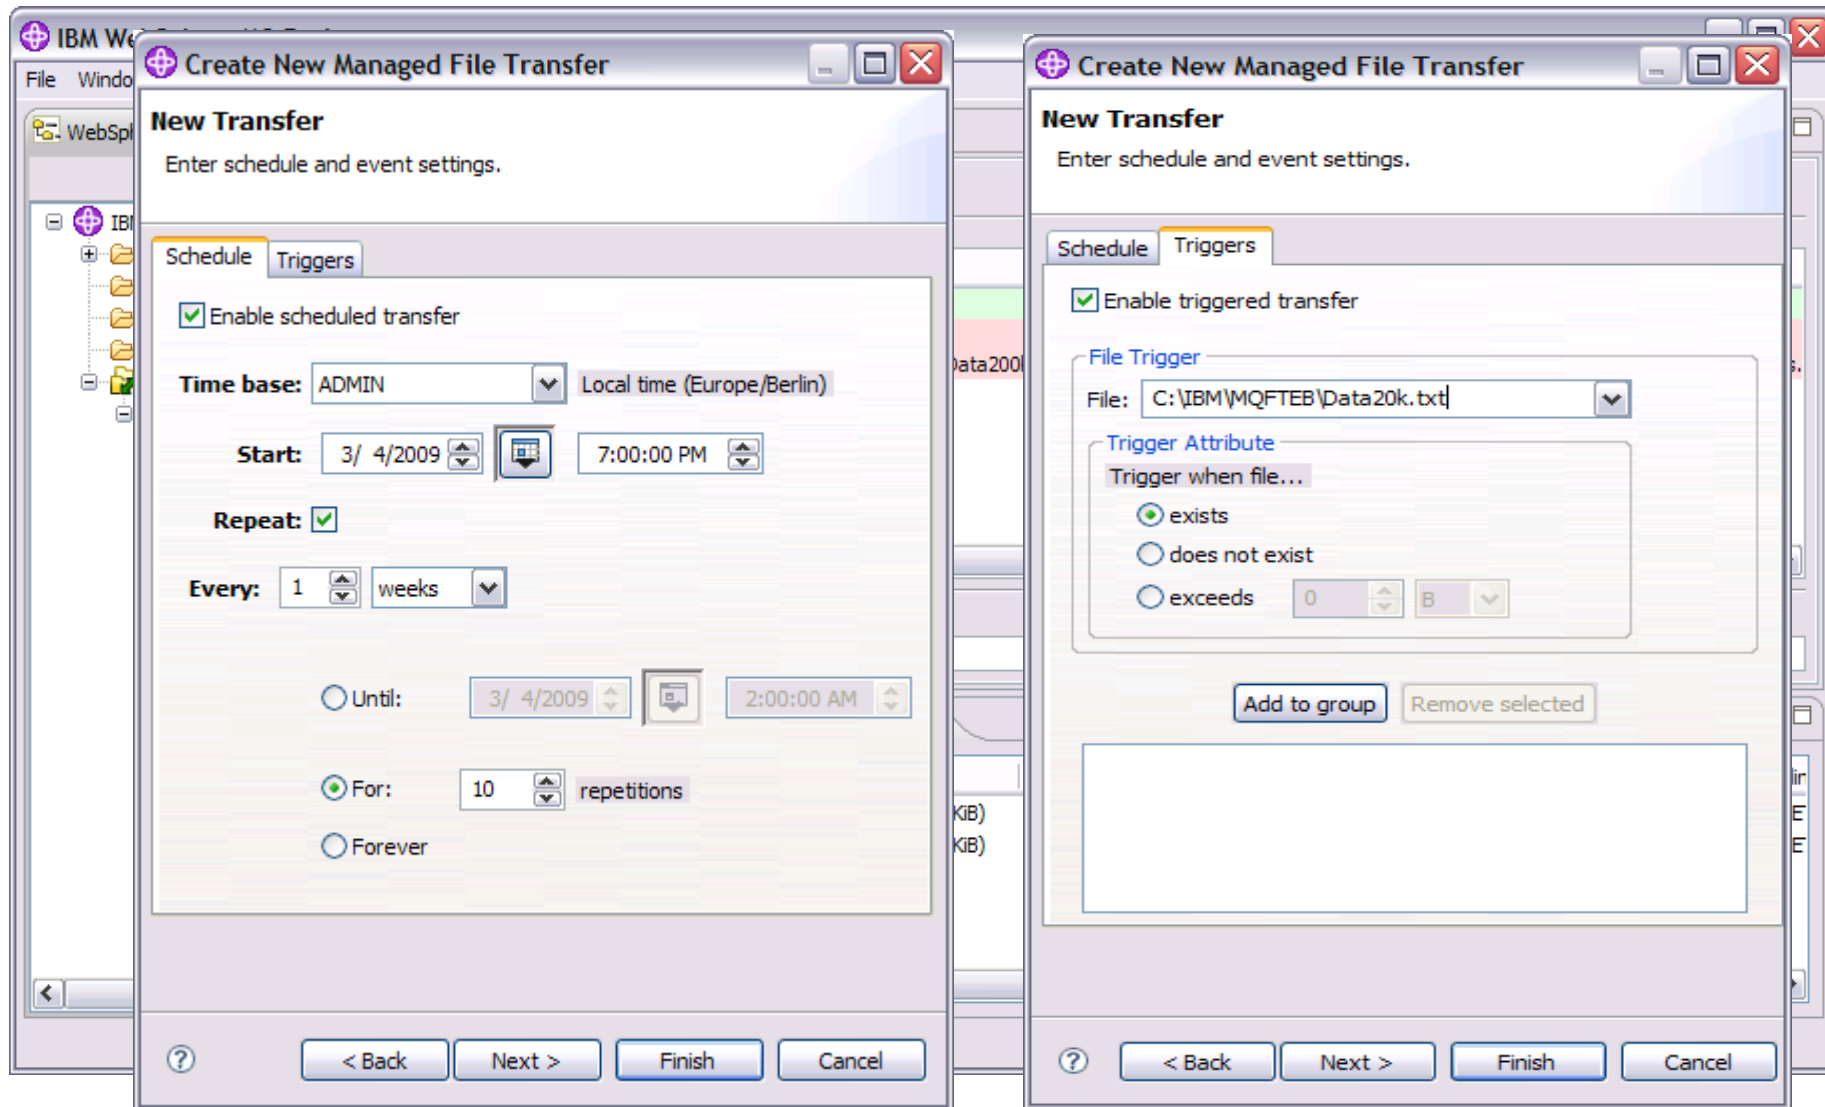 IBM We
File Windo
WebSph
IBM
Create New Managed File Transfer
New Transfer
Enter schedule and event settings.
Schedule Triggers
Enable scheduled transfer
Time base: ADMIN Local time (Europe/Berlin)
Start: 3/ 4/2009 7:00:00 PM
Repeat:
Every: 1 weeks
Until: 3/ 4/2009 2:00:00 AM
For: 10 repetitions
Forever
? < Back Next > Finish Cancel
Data200
KiB)
KiB)
Create New Managed File Transfer
New Transfer
Enter schedule and event settings.
Schedule Triggers
Enable triggered transfer
File Trigger
File: C:\IBM\MQFTEB\Data20k.txt
Trigger Attribute
Trigger when file...
exists
does not exist
exceeds 0 B
Add to group Remove selected
? < Back Next > Finish Cancel
s.
E
E